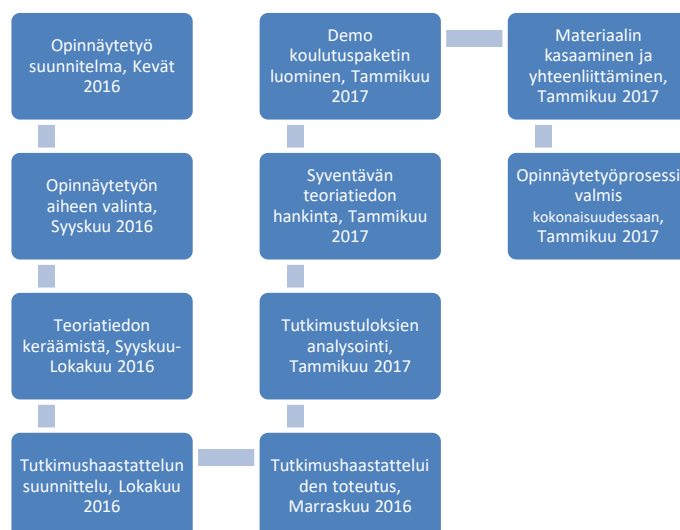 Opinnäytetyö
suunnitelma, Kevät
2016
Opinnäytetyön
aiheen valinta,
Syyskuu 2016
Teoriatiedon
keräämistä, Syyskuu-
Lokakuu 2016
Tutkimushaastattelun
suunnittelu, Lokakuu
2016
Tutkimushaastattelui
den toteutus,
Marraskuu 2016
Tutkimustuloksien
analysointi,
Tammikuu 2017
Syventävän
teoriatiedon
hankinta, Tammikuu
2017
Demo
koulutuspaketin
luominen, Tammikuu
2017
Materiaalin
kasaaminen ja
yhteenliittäminen,
Tammikuu 2017
Opinnäytetyöprosessi
valmis
kokonaisuudessaan,
Tammikuu 2017